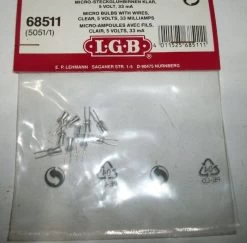 MICRO-STECKGLÜHBIRNEN KLAR,
5 VOLT, 33 mA
68511
(5051/1)
MICRO BULBS WITH WIRES,
CLEAR, 5 VOLTS, 33 MILLIAMPS
MICRO-AMPOULES AVEC FILS,
CLAIR, 5 VOLTS, 33 mA
4 011525 685111
L·G·B
E. P. LEHMANN SAGANER STR. 1-5 D-90475 NÜRNBERG